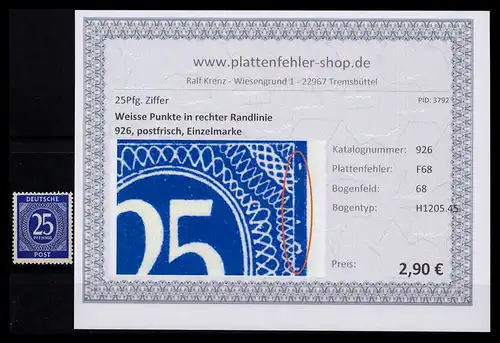 www.plattenfehler-shop.de
Ralf Krenz - Wiesengrund 1 - 22967 Tremsbüttel
25Pfg. Ziffer
PID: 3792
Weisse Punkte in rechter Randlinie
926, postfrisch, Einzelmarke
Katalognummer: 926
Plattenfehler: F68
Bogenfeld: 68
Bogentyp: H1205.45
Preis: 2,90 €
25
DEUTSCHE
25
PFENNIG
POST